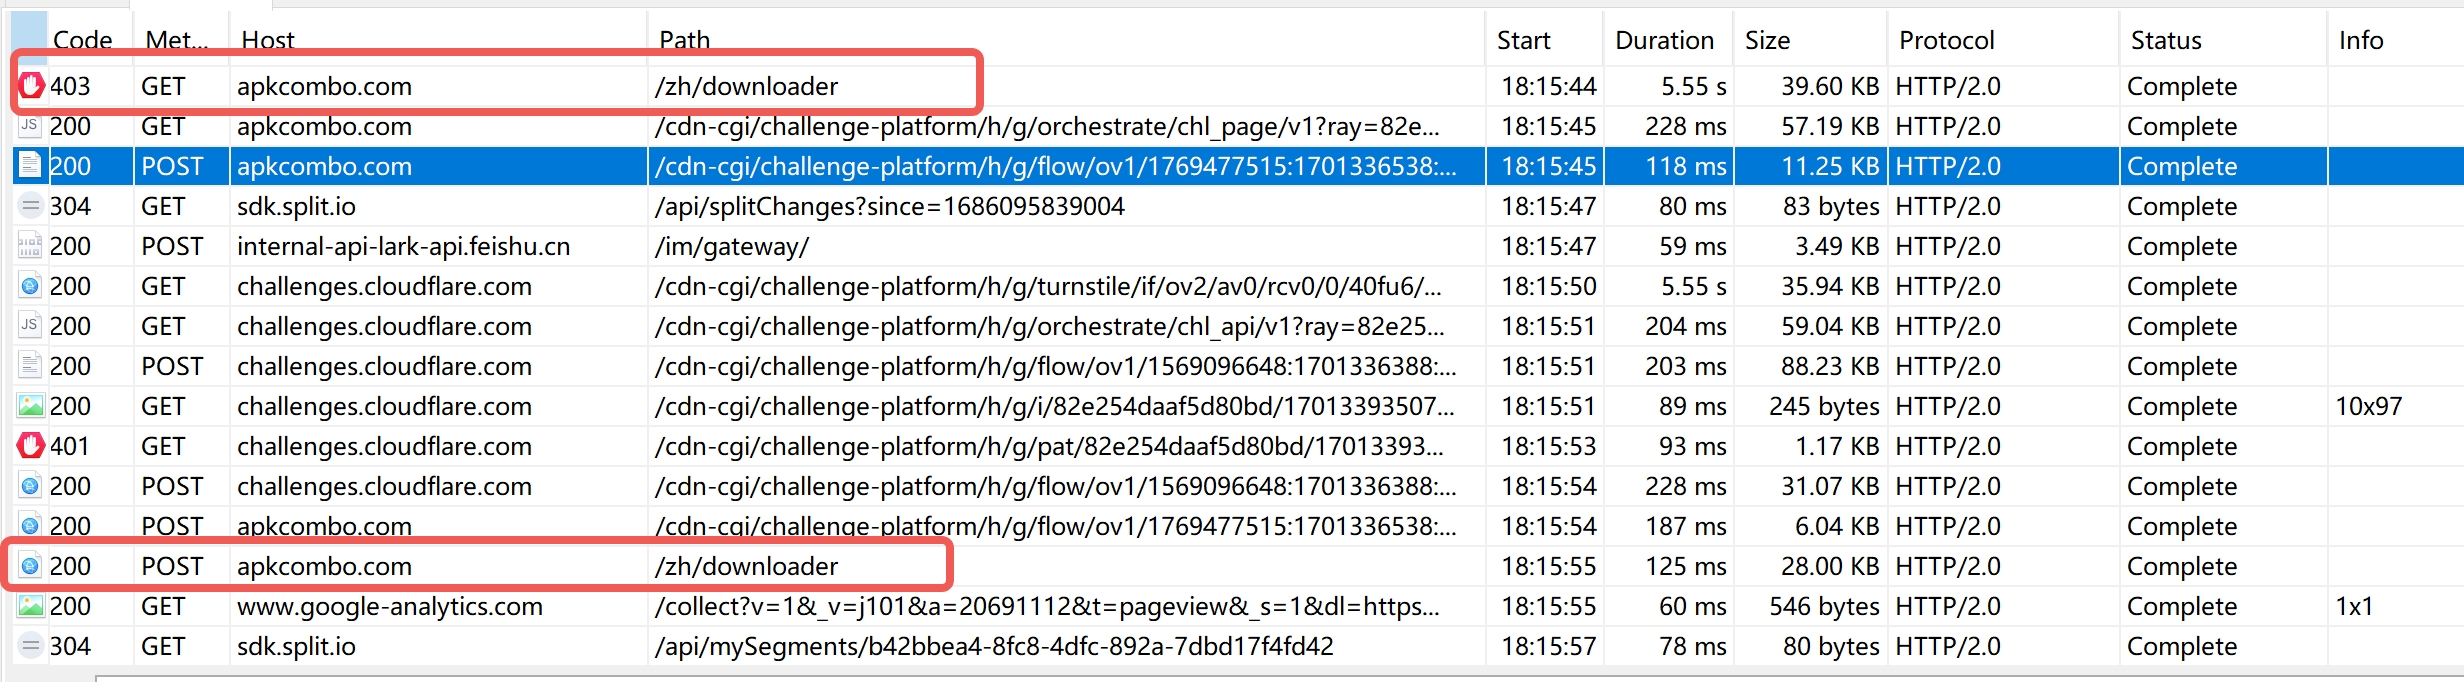 Code Met... Host Path Start Duration Size Protocol Status Info
403 GET apkcombo.com /zh/downloader 18:15:44 5.55 s 39.60 KB HTTP/2.0 Complete
JS 200 GET apkcombo.com /cdn-cgi/challenge-platform/h/g/orchestrate/chl_page/v1?ray=82e... 18:15:45 228 ms 57.19 KB HTTP/2.0 Complete
200 POST apkcombo.com /cdn-cgi/challenge-platform/h/g/flow/ov1/1769477515:1701336538:... 18:15:45 118 ms 11.25 KB HTTP/2.0 Complete
304 GET sdk.split.io /api/splitChanges?since=1686095839004 18:15:47 80 ms 83 bytes HTTP/2.0 Complete
200 POST internal-api-lark-api.feishu.cn /im/gateway/ 18:15:47 59 ms 3.49 KB HTTP/2.0 Complete
200 GET challenges.cloudflare.com /cdn-cgi/challenge-platform/h/g/turnstile/if/ov2/av0/rcv0/0/40fu6/... 18:15:50 5.55 s 35.94 KB HTTP/2.0 Complete
JS 200 GET challenges.cloudflare.com /cdn-cgi/challenge-platform/h/g/orchestrate/chl_api/v1?ray=82e25... 18:15:51 204 ms 59.04 KB HTTP/2.0 Complete
200 POST challenges.cloudflare.com /cdn-cgi/challenge-platform/h/g/flow/ov1/1569096648:1701336388:... 18:15:51 203 ms 88.23 KB HTTP/2.0 Complete
200 GET challenges.cloudflare.com /cdn-cgi/challenge-platform/h/g/i/82e254daaf5d80bd/17013393507... 18:15:51 89 ms 245 bytes HTTP/2.0 Complete 10x97
401 GET challenges.cloudflare.com /cdn-cgi/challenge-platform/h/g/pat/82e254daaf5d80bd/17013393... 18:15:53 93 ms 1.17 KB HTTP/2.0 Complete
200 POST challenges.cloudflare.com /cdn-cgi/challenge-platform/h/g/flow/ov1/1569096648:1701336388:... 18:15:54 228 ms 31.07 KB HTTP/2.0 Complete
200 POST apkcombo.com /cdn-cgi/challenge-platform/h/g/flow/ov1/1769477515:1701336538:... 18:15:54 187 ms 6.04 KB HTTP/2.0 Complete
200 POST apkcombo.com /zh/downloader 18:15:55 125 ms 28.00 KB HTTP/2.0 Complete
200 GET www.google-analytics.com /collect?v=1&_v=j101&a=20691112&t=pageview&_s=1&dl=https... 18:15:55 60 ms 546 bytes HTTP/2.0 Complete 1x1
304 GET sdk.split.io /api/mySegments/b42bbea4-8fc8-4dfc-892a-7dbd17f4fd42 18:15:57 78 ms 80 bytes HTTP/2.0 Complete